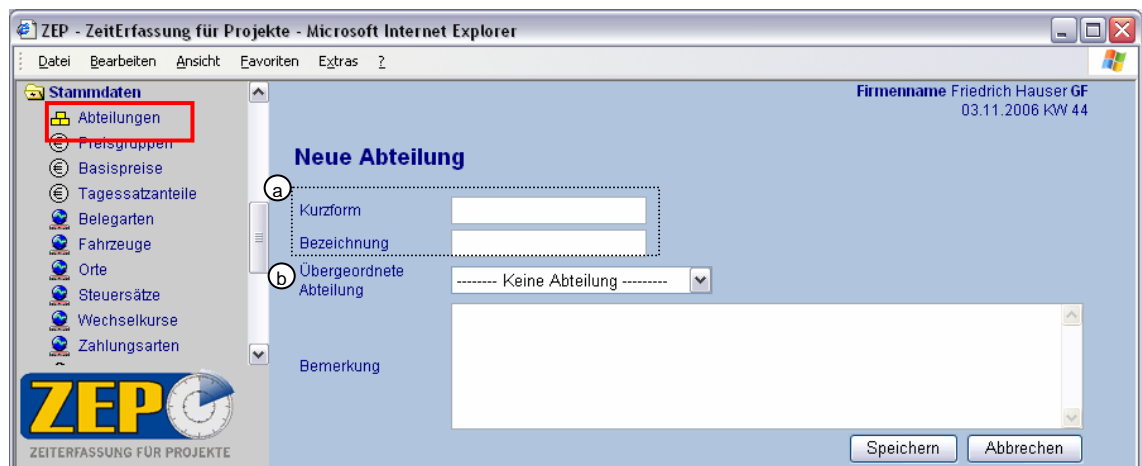 ZEP - ZeitErfassung für Projekte - Microsoft Internet Explorer
Datei Bearbeiten Ansicht Favoriten Extras ?
Stammdaten
Abteilungen
Preisgruppen
Basispreise
Tagessatzanteile
Belegarten
Fahrzeuge
Orte
Steuersätze
Wechselkurse
Zahlungsarten
ZEP
ZEITERFASSUNG FÜR PROJEKTE
Firmenname Friedrich Hauser GF
03.11.2006 KW 44
Neue Abteilung
a
Kurzform
Bezeichnung
b
Übergeordnete
Abteilung
-------- Keine Abteilung ---------
Bemerkung
Speichern Abbrechen